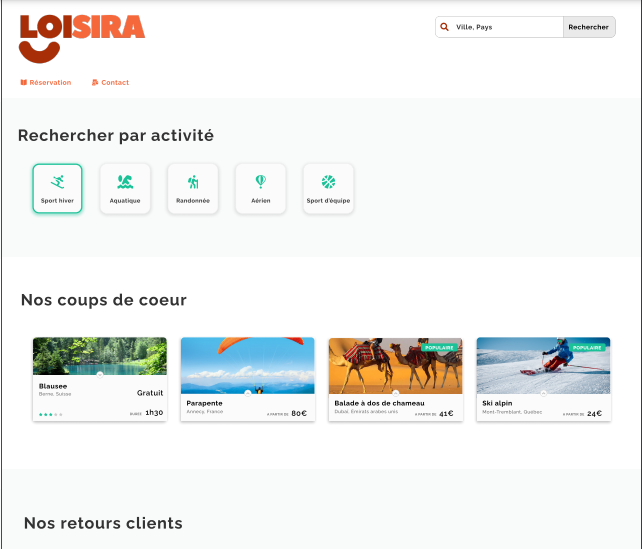 LOISIRA
Ville, Pays
Rechercher
Réservation
Contact
Rechercher par activité
Sport hiver
Aquatique
Randonnée
Aérien
Sport d'équipe
Nos coups de coeur
Blausee
Berne, Suisse
Gratuit
DURÉE 1h30
Parapente
Annecy, France
A PARTIR DE 80€
POPULAIRE
Balade à dos de chameau
Dubaï, Émirats arabes unis
A PARTIR DE 41€
POPULAIRE
Ski alpin
Mont-Tremblant, Québec
A PARTIR DE 24€
Nos retours clients